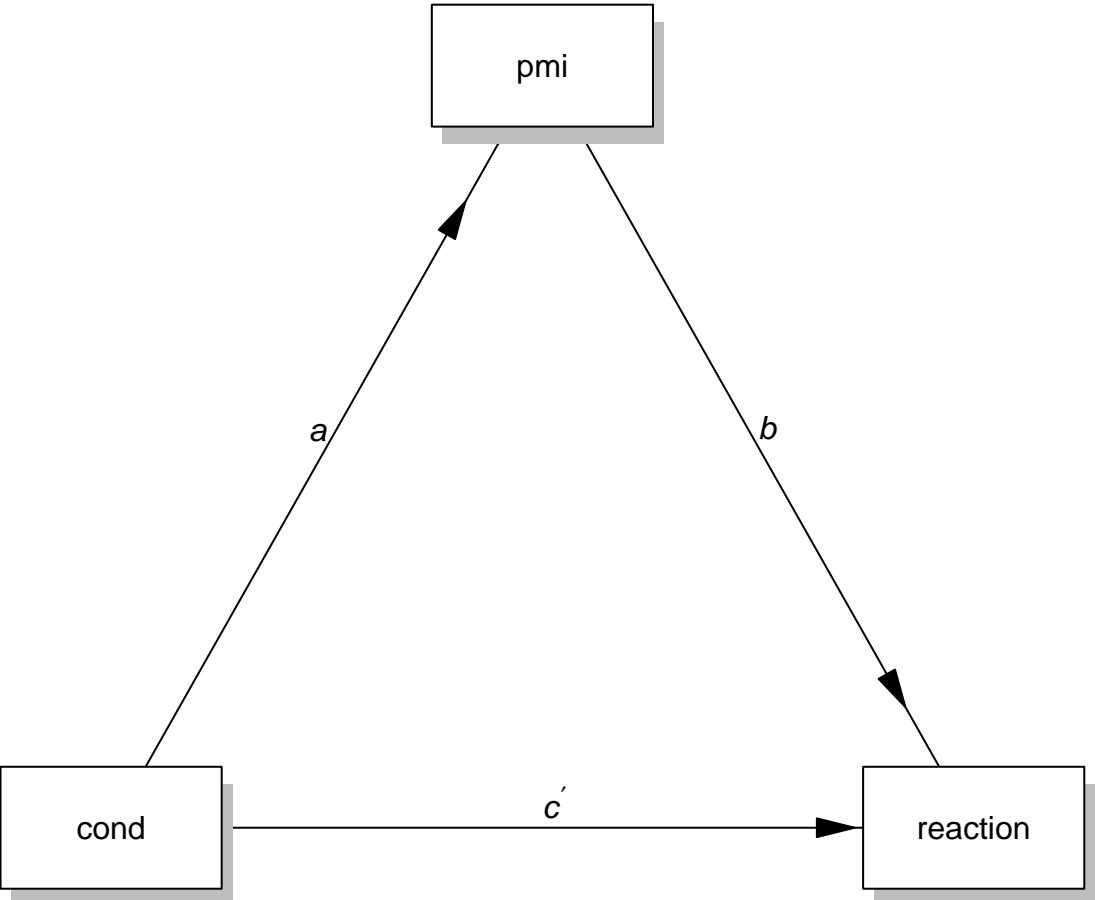 pmi
a
b
c′
cond
reaction